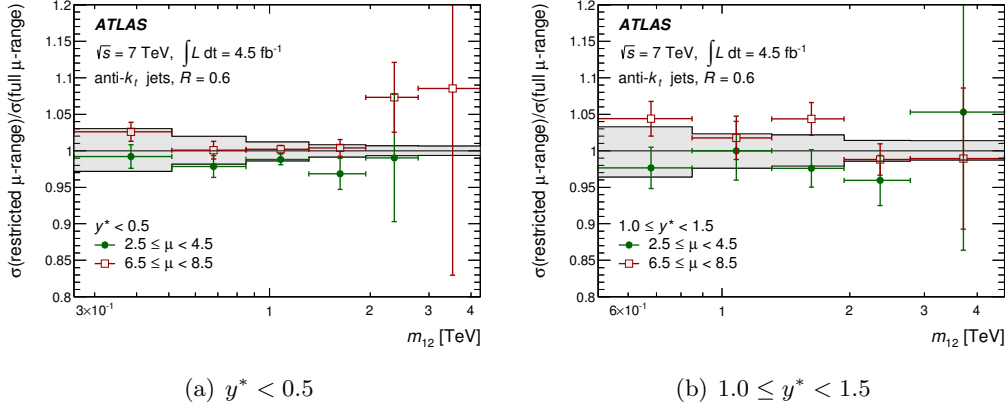 ATLAS
√s = 7 TeV, ∫L dt = 4.5 fb⁻¹
anti-kₜ jets, R = 0.6
σ(restricted μ-range)/σ(full μ-range)
1.2
1.15
1.1
1.05
1
0.95
0.9
0.85
0.8
y* < 0.5
2.5 ≤ μ < 4.5
6.5 ≤ μ < 8.5
3×10⁻¹ 1 2 3 4
m₁₂ [TeV]
(a) y* < 0.5
ATLAS
√s = 7 TeV, ∫L dt = 4.5 fb⁻¹
anti-kₜ jets, R = 0.6
σ(restricted μ-range)/σ(full μ-range)
1.2
1.15
1.1
1.05
1
0.95
0.9
0.85
0.8
1.0 ≤ y* < 1.5
2.5 ≤ μ < 4.5
6.5 ≤ μ < 8.5
6×10⁻¹ 1 2 3 4
m₁₂ [TeV]
(b) 1.0 ≤ y* < 1.5